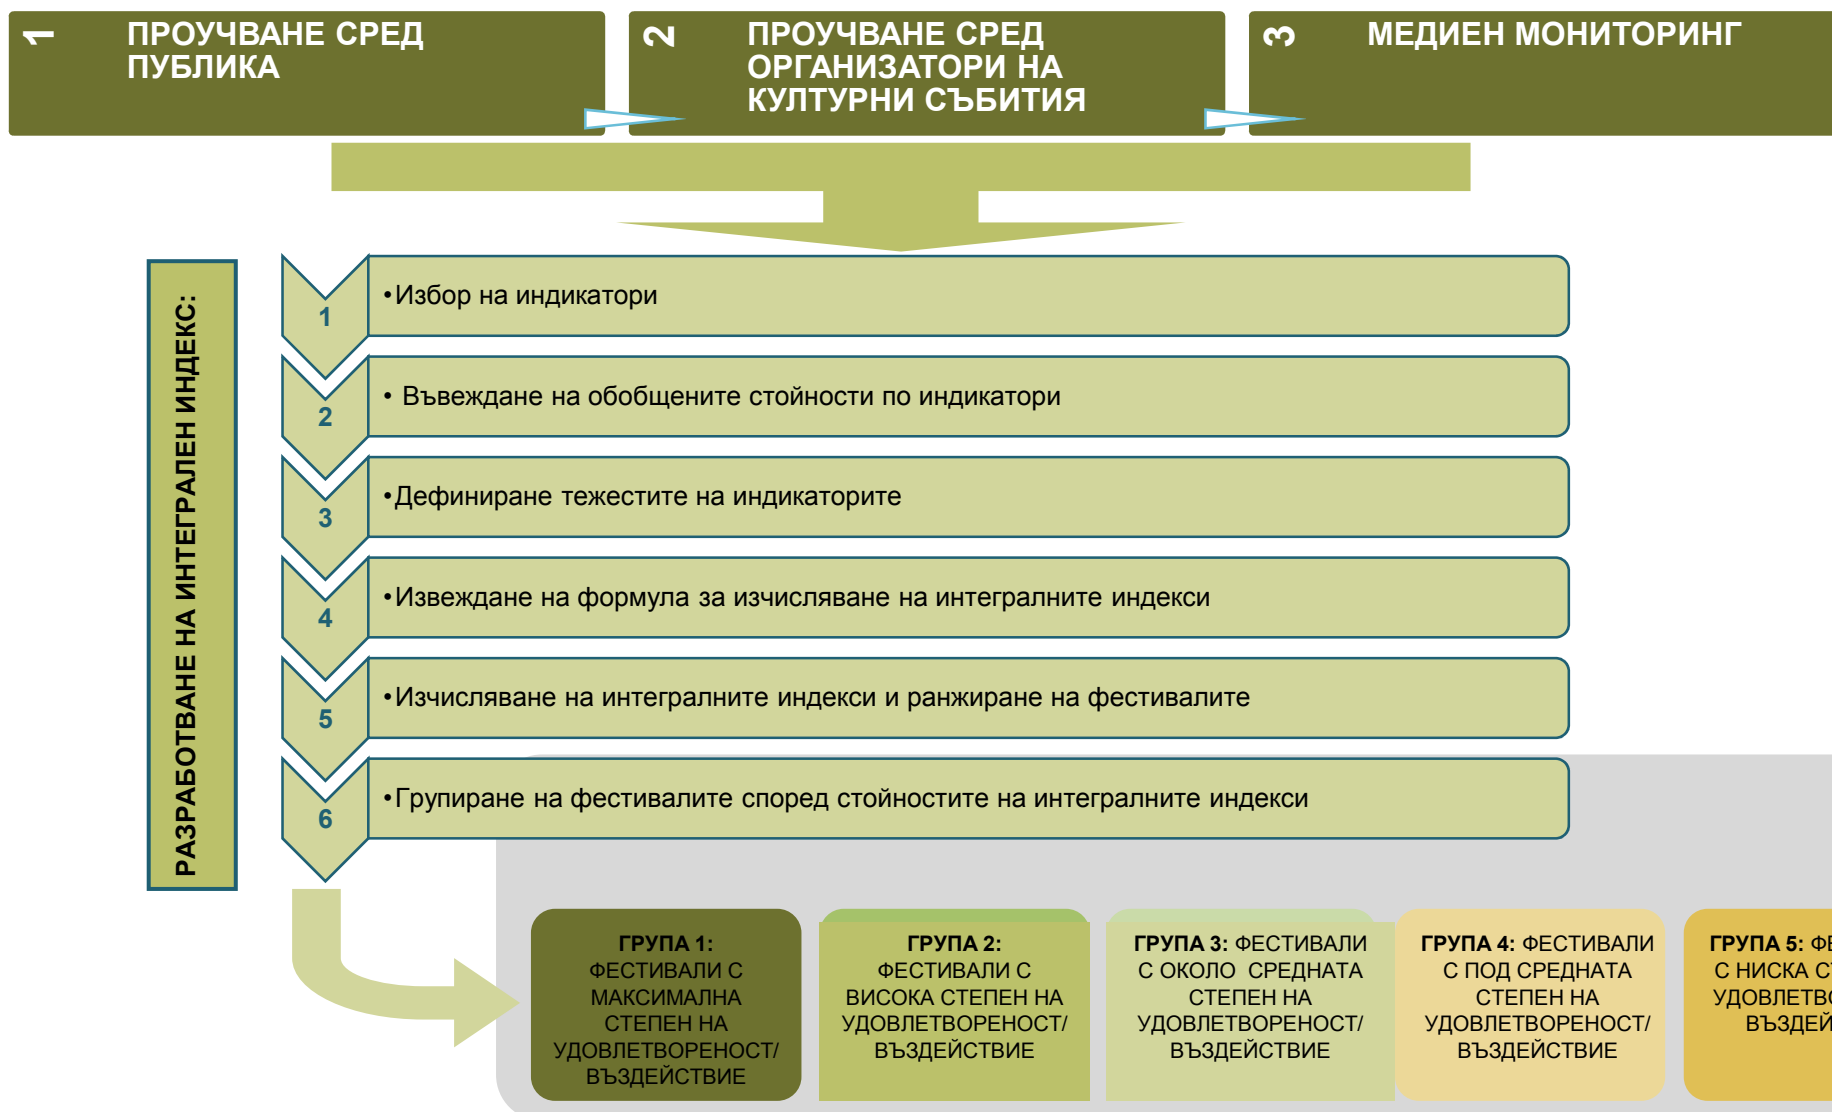 1
ПРОУЧВАНЕ СРЕД
ПУБЛИКА
2
ПРОУЧВАНЕ СРЕД
ОРГАНИЗАТОРИ НА
КУЛТУРНИ СЪБИТИЯ
3
МЕДИЕН МОНИТОРИНГ
РАЗРАБОТВАНЕ НА ИНТЕГРАЛЕН ИНДЕКС:
1
•Избор на индикатори
2
• Въвеждане на обобщените стойности по индикатори
3
•Дефиниране тежестите на индикаторите
4
•Извеждане на формула за изчисляване на интегралните индекси
5
•Изчисляване на интегралните индекси и ранжиране на фестивалите
6
•Групиране на фестивалите според стойностите на интегралните индекси
ГРУПА 1:
ФЕСТИВАЛИ С
МАКСИМАЛНА
СТЕПЕН НА
УДОВЛЕТВОРЕНОСТ/
ВЪЗДЕЙСТВИЕ
ГРУПА 2:
ФЕСТИВАЛИ С
ВИСОКА СТЕПЕН НА
УДОВЛЕТВОРЕНОСТ/
ВЪЗДЕЙСТВИЕ
ГРУПА 3: ФЕСТИВАЛИ
С ОКОЛО СРЕДНАТА
СТЕПЕН НА
УДОВЛЕТВОРЕНОСТ/
ВЪЗДЕЙСТВИЕ
ГРУПА 4: ФЕСТИВАЛИ
С ПОД СРЕДНАТА
СТЕПЕН НА
УДОВЛЕТВОРЕНОСТ/
ВЪЗДЕЙСТВИЕ
ГРУПА 5:
С НИСКА